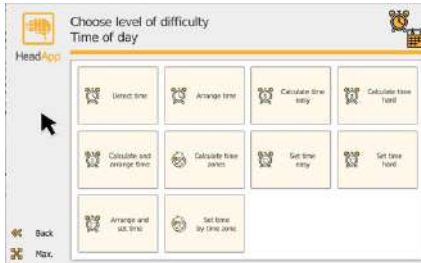 Choose level of difficulty
Time of day
HeadApp
Detect time
Arrange time
Calculate time
easy
Calculate time
hard
Calculate and
arrange time
Calculate time
zones
Set time
easy
Set time
hard
Arrange and
set time
Set time
by time zone
Back
Max.